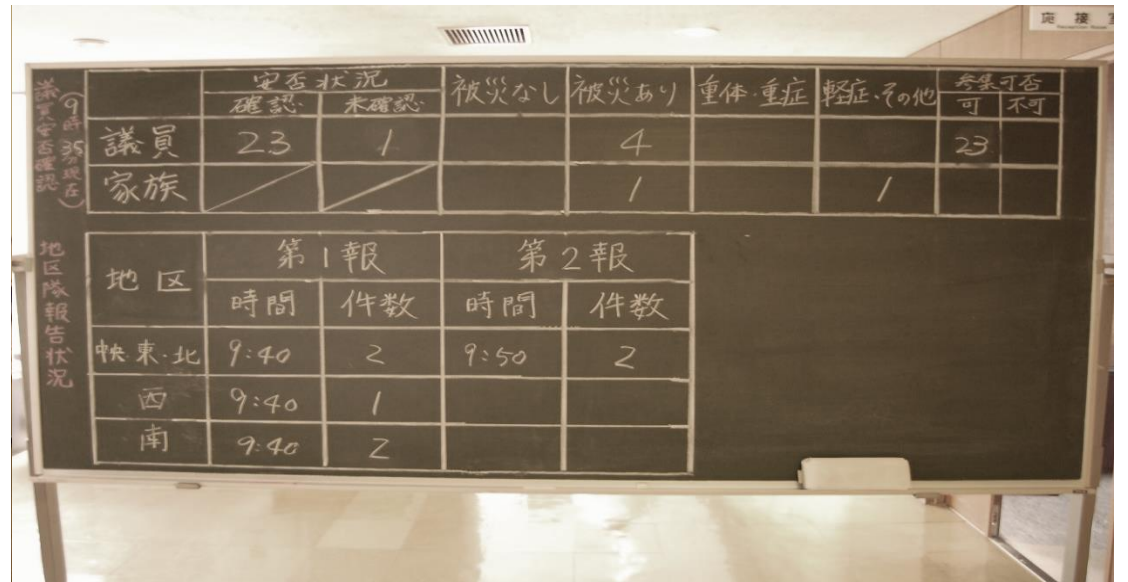 応接室
議員安否確認
（9時35分現在）
安否状況 被災なし 被災あり 重体・重症 軽症・その他 参集可否
確認 未確認 可 不可
議員 23 1 4 23
家族 1 1
地区隊報告状況
地区 第1報 第2報
時間 件数 時間 件数
中央・東・北 9:40 2 9:50 2
西 9:40 1
南 9:40 2